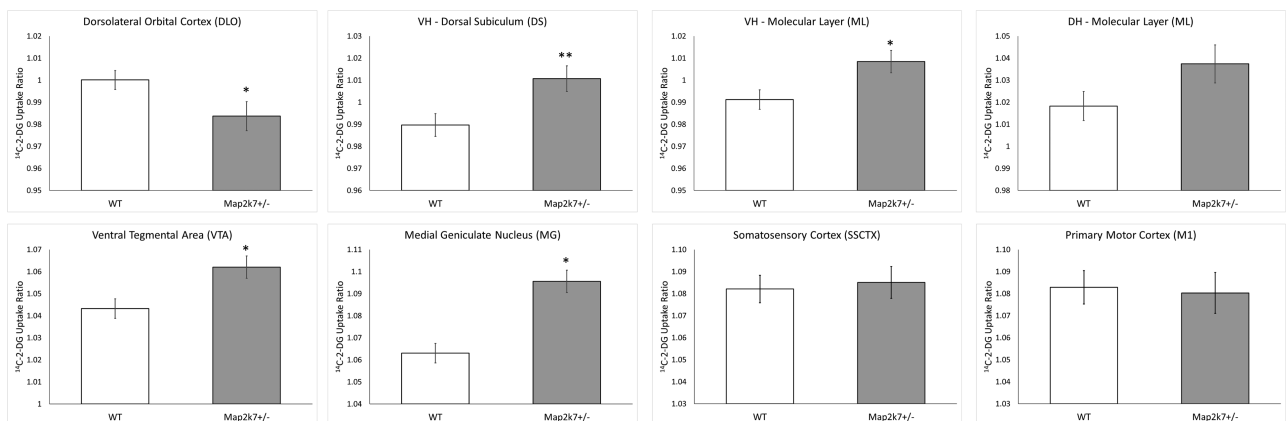 Dorsolateral Orbital Cortex (DLO)
¹⁴C-2-DG Uptake Ratio
1.02
1.01
1
0.99
0.98
0.97
0.96
0.95
*
WT
Map2k7+/-
VH - Dorsal Subiculum (DS)
¹⁴C-2-DG Uptake Ratio
1.03
1.02
1.01
1
0.99
0.98
0.97
0.96
**
WT
Map2k7+/-
VH - Molecular Layer (ML)
¹⁴C-2-DG Uptake Ratio
1.02
1.01
1
0.99
0.98
0.97
0.96
0.95
*
WT
Map2k7+/-
DH - Molecular Layer (ML)
¹⁴C-2-DG Uptake Ratio
1.05
1.04
1.03
1.02
1.01
1
0.99
0.98
WT
Map2k7+/-
Ventral Tegmental Area (VTA)
¹⁴C-2-DG Uptake Ratio
1.07
1.06
1.05
1.04
1.03
1.02
1.01
1
*
WT
Map2k7+/-
Medial Geniculate Nucleus (MG)
¹⁴C-2-DG Uptake Ratio
1.11
1.1
1.09
1.08
1.07
1.06
1.05
1.04
*
WT
Map2k7+/-
Somatosensory Cortex (SSCTX)
¹⁴C-2-DG Uptake Ratio
1.10
1.09
1.08
1.07
1.06
1.05
1.04
1.03
WT
Map2k7+/-
Primary Motor Cortex (M1)
¹⁴C-2-DG Uptake Ratio
1.10
1.09
1.08
1.07
1.06
1.05
1.04
1.03
WT
Map2k7+/-